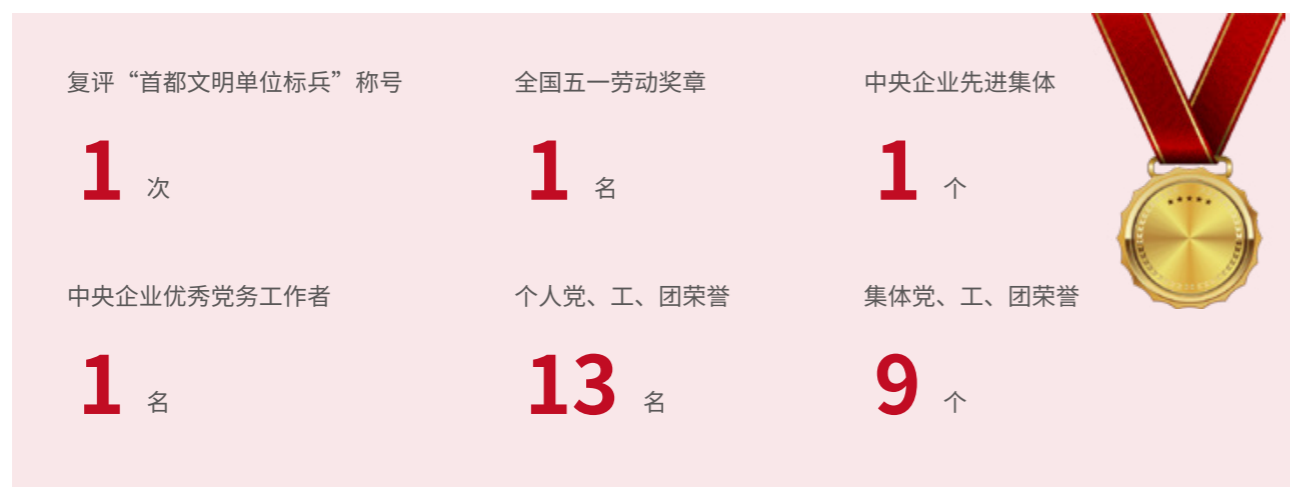 复评“首都文明单位标兵”称号
1 次
全国五一劳动奖章
1 名
中央企业先进集体
1 个
中央企业优秀党务工作者
1 名
个人党、工、团荣誉
13 名
集体党、工、团荣誉
9 个